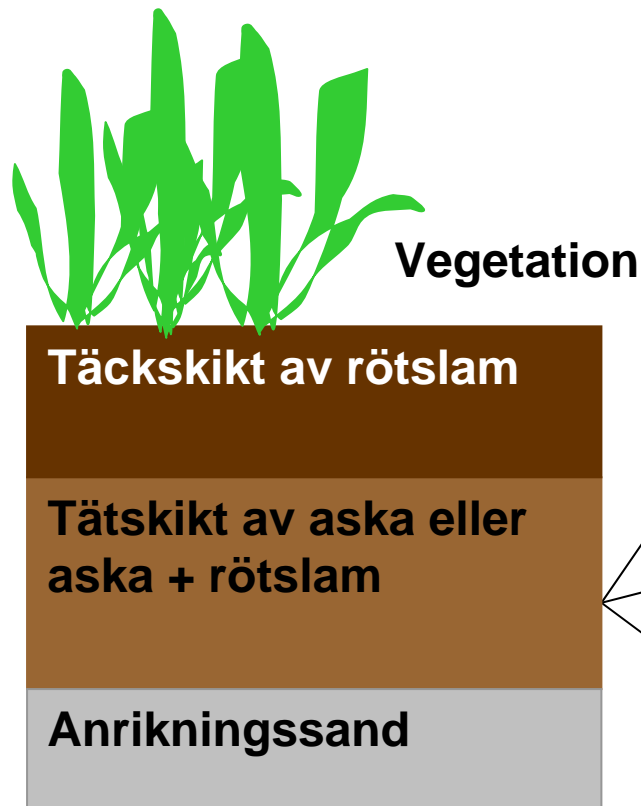 Vegetation
Täckskikt av rötslam
Tätskikt av aska eller
aska + rötslam
Anrikningssand